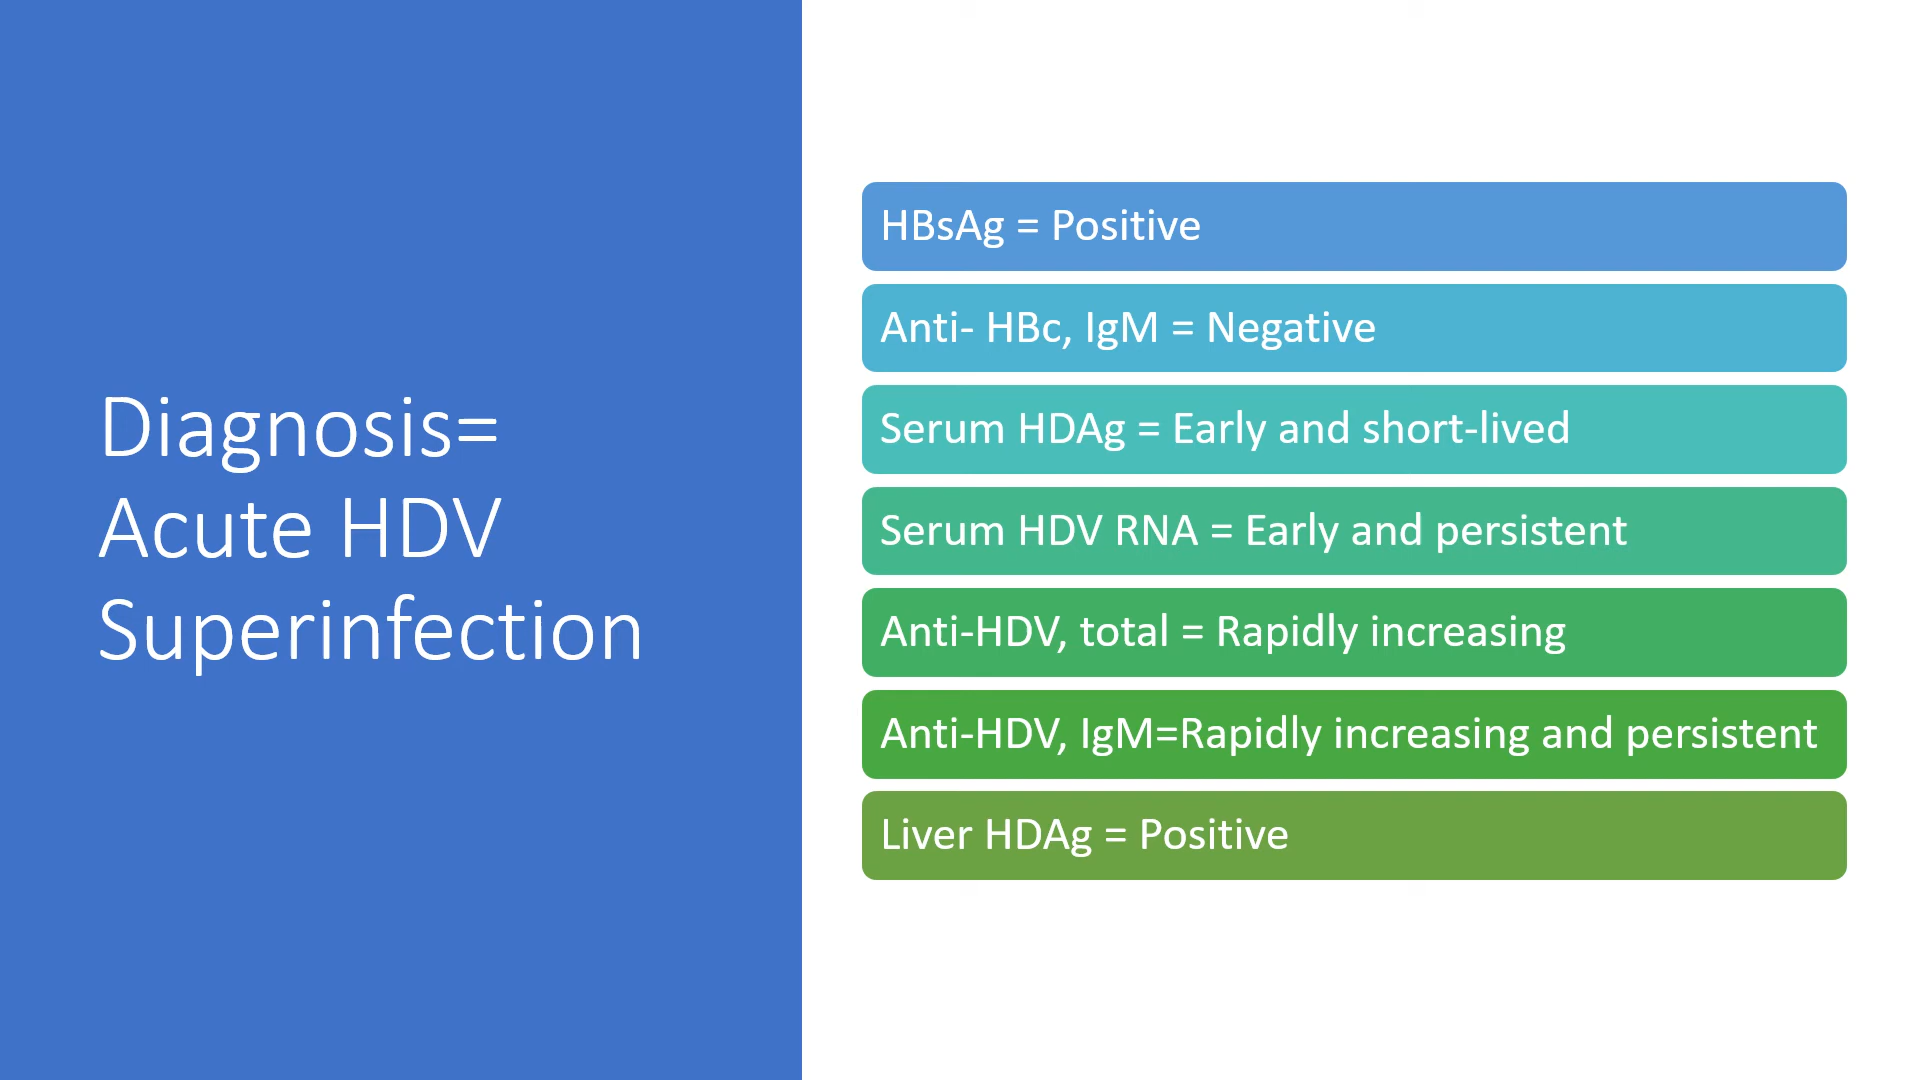 Diagnosis=
Acute HDV
Superinfection
HBsAg = Positive
Anti- HBc, IgM = Negative
Serum HDAg = Early and short-lived
Serum HDV RNA = Early and persistent
Anti-HDV, total = Rapidly increasing
Anti-HDV, IgM=Rapidly increasing and persistent
Liver HDAg = Positive